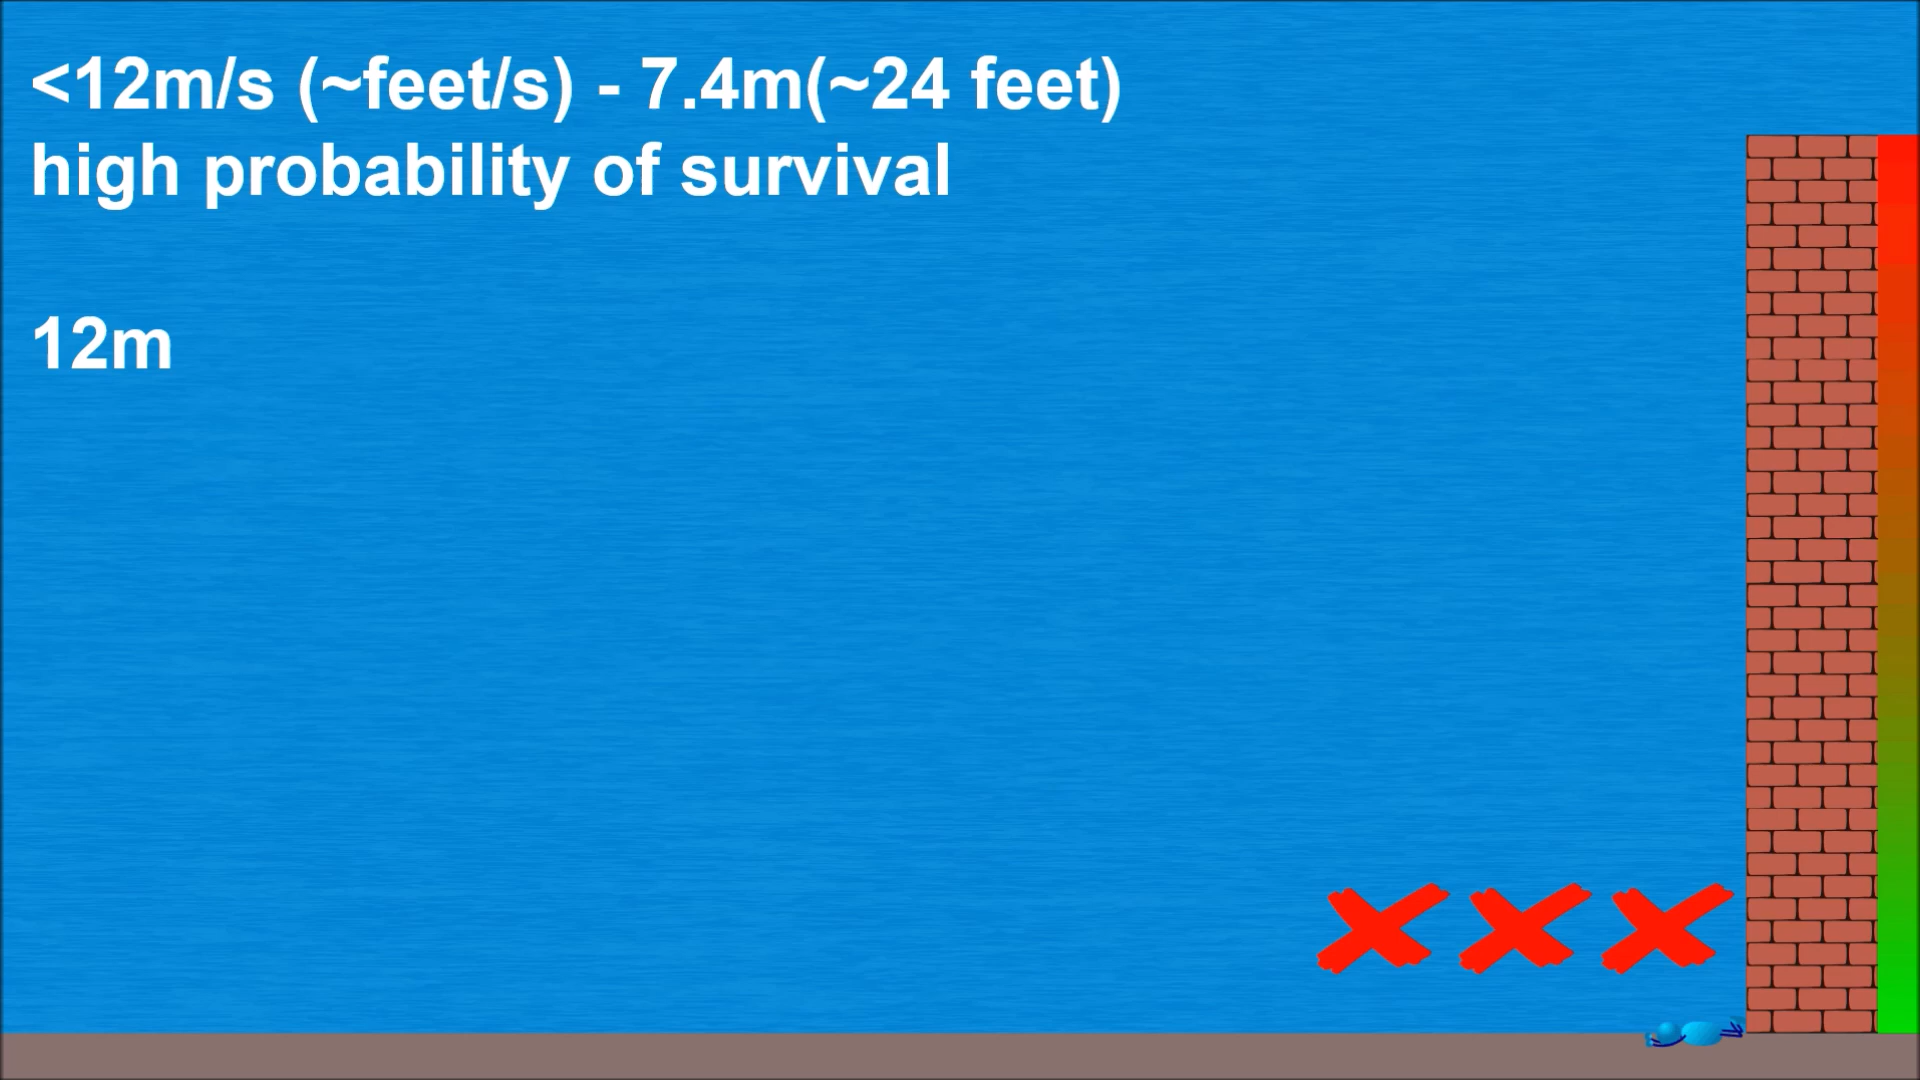 <12m/s (~feet/s) - 7.4m(~24 feet)
high probability of survival
12m